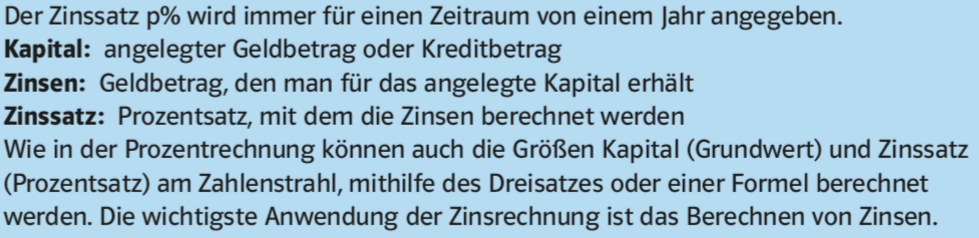 Der Zinssatz p% wird immer für einen Zeitraum von einem Jahr angegeben.
Kapital: angelegter Geldbetrag oder Kreditbetrag
Zinsen: Geldbetrag, den man für das angelegte Kapital erhält
Zinssatz: Prozentsatz, mit dem die Zinsen berechnet werden
Wie in der Prozentrechnung können auch die Größen Kapital (Grundwert) und Zinssatz
(Prozentsatz) am Zahlenstrahl, mithilfe des Dreisatzes oder einer Formel berechnet
werden. Die wichtigste Anwendung der Zinsrechnung ist das Berechnen von Zinsen.